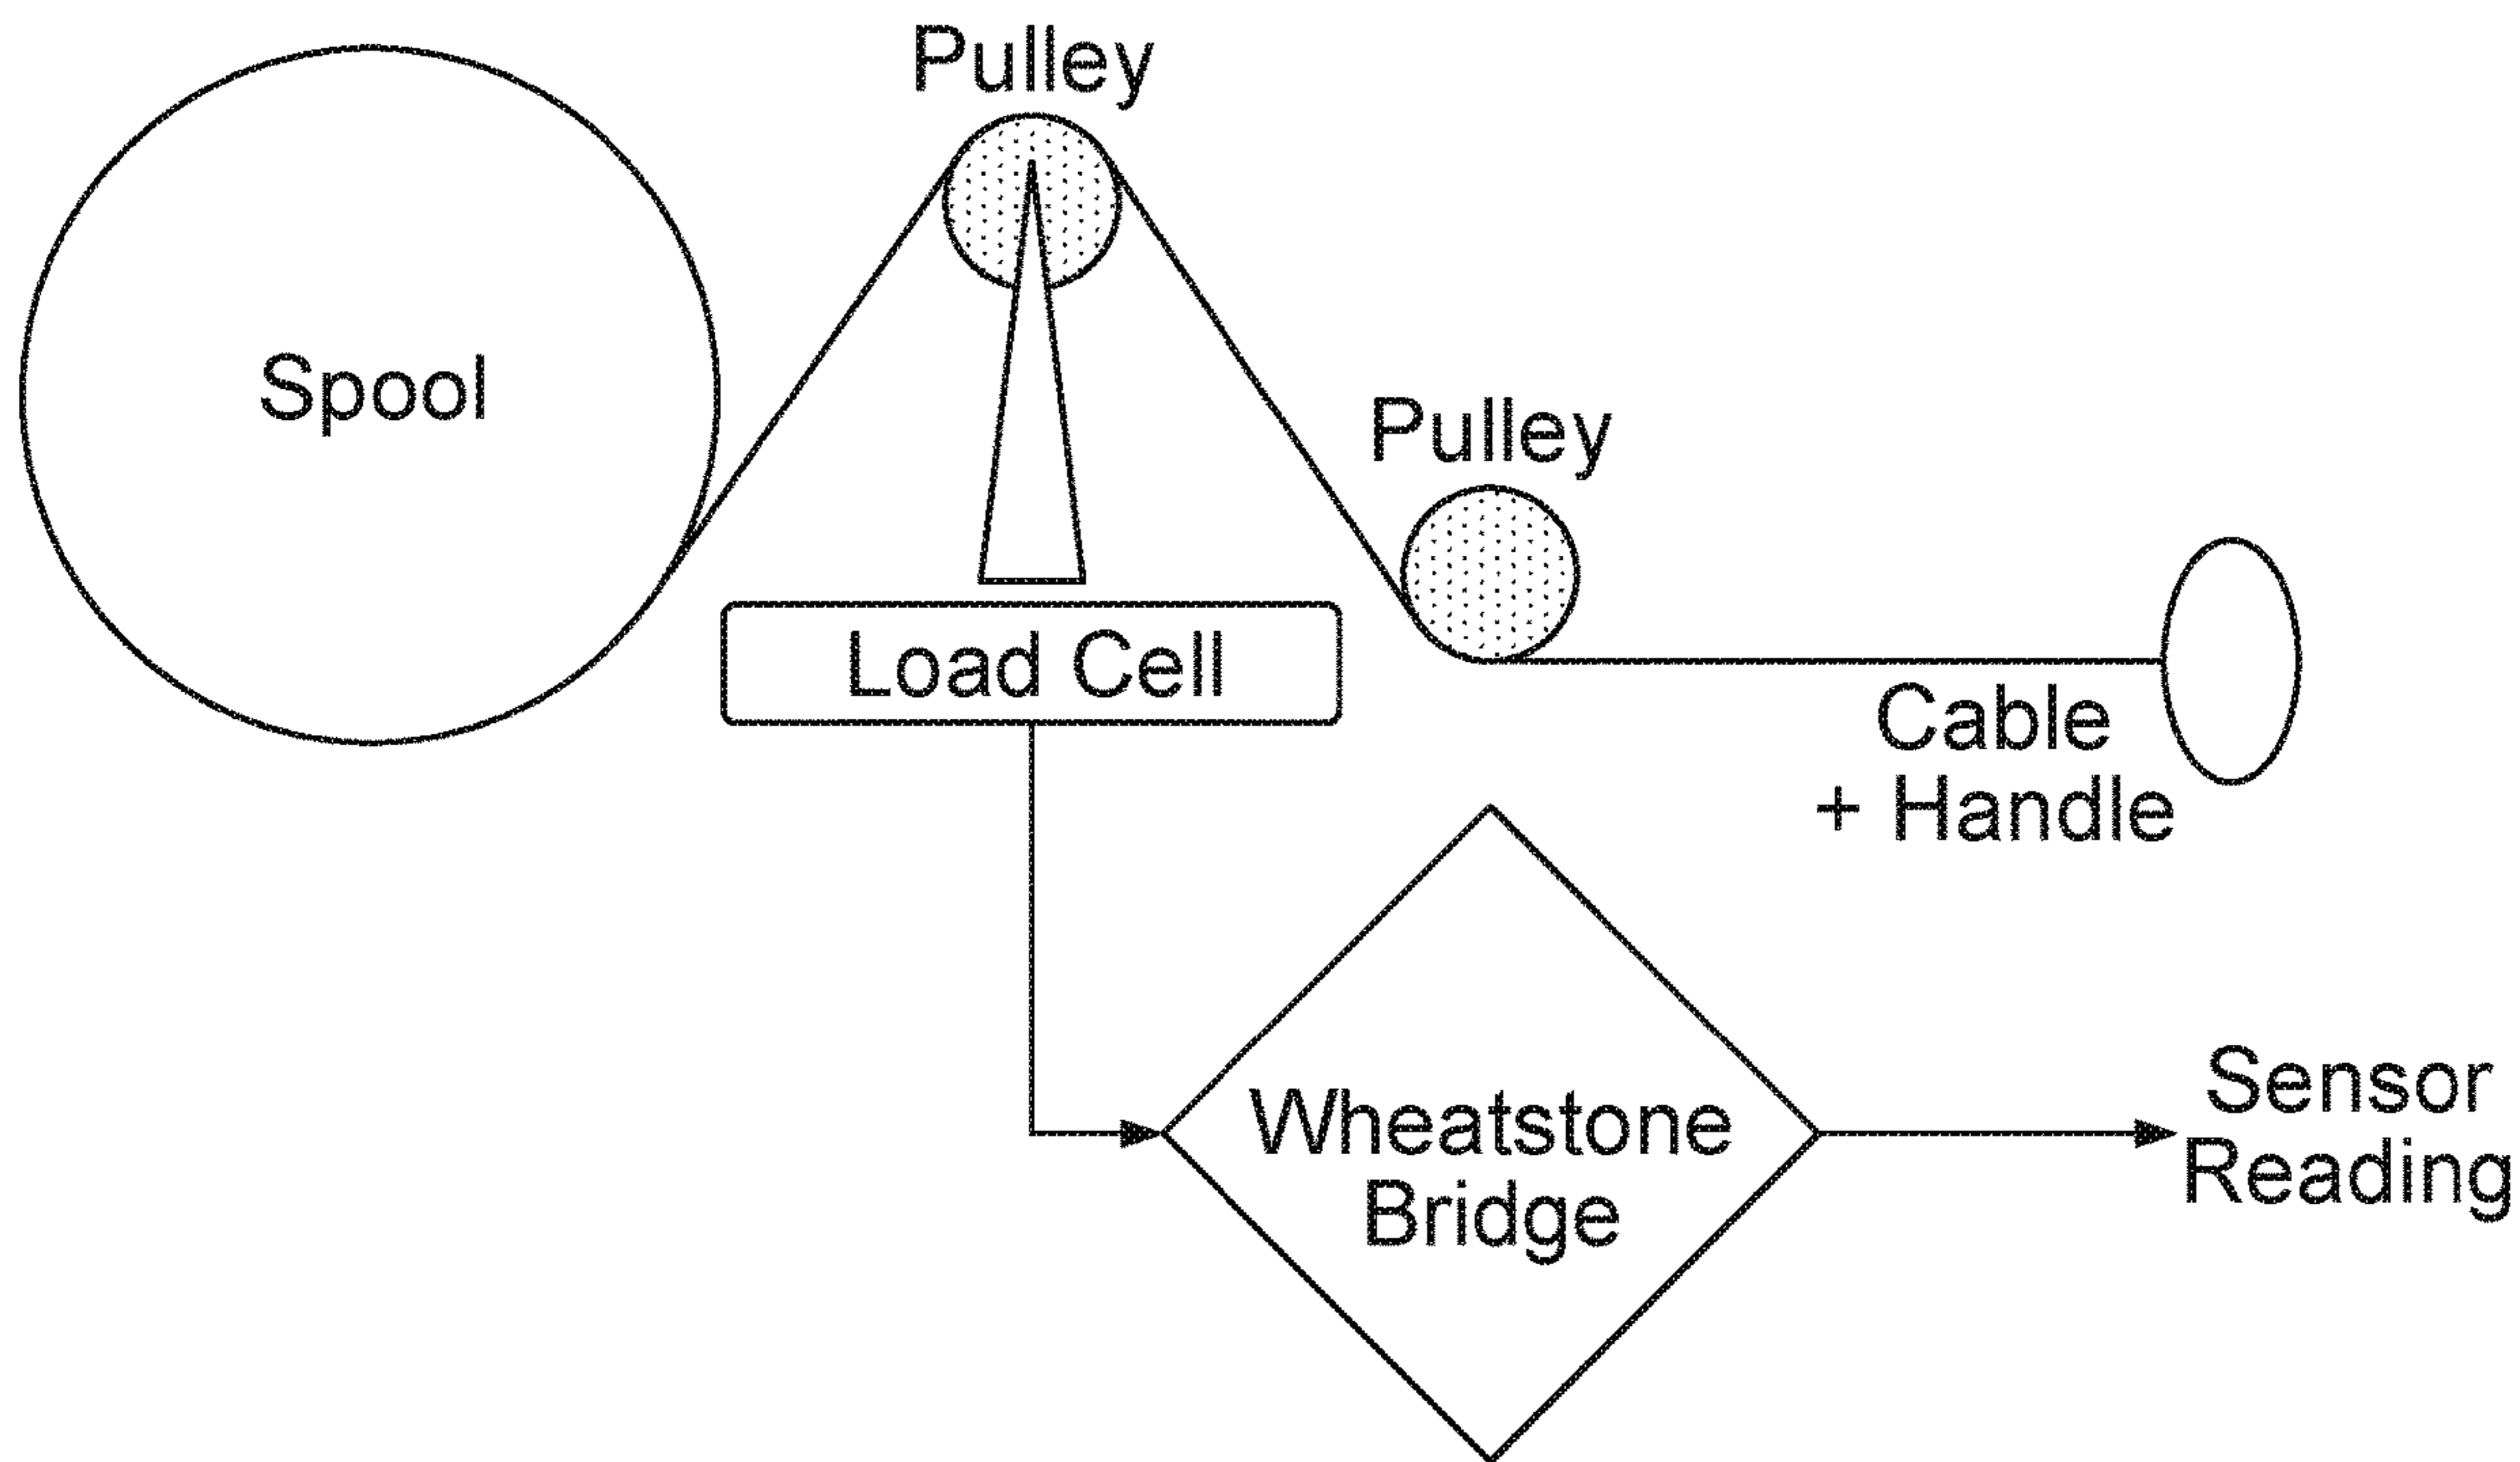 Pulley
Spool
Pulley
Load Cell
Cable
+ Handle
Wheatstone
Bridge
Sensor
Reading